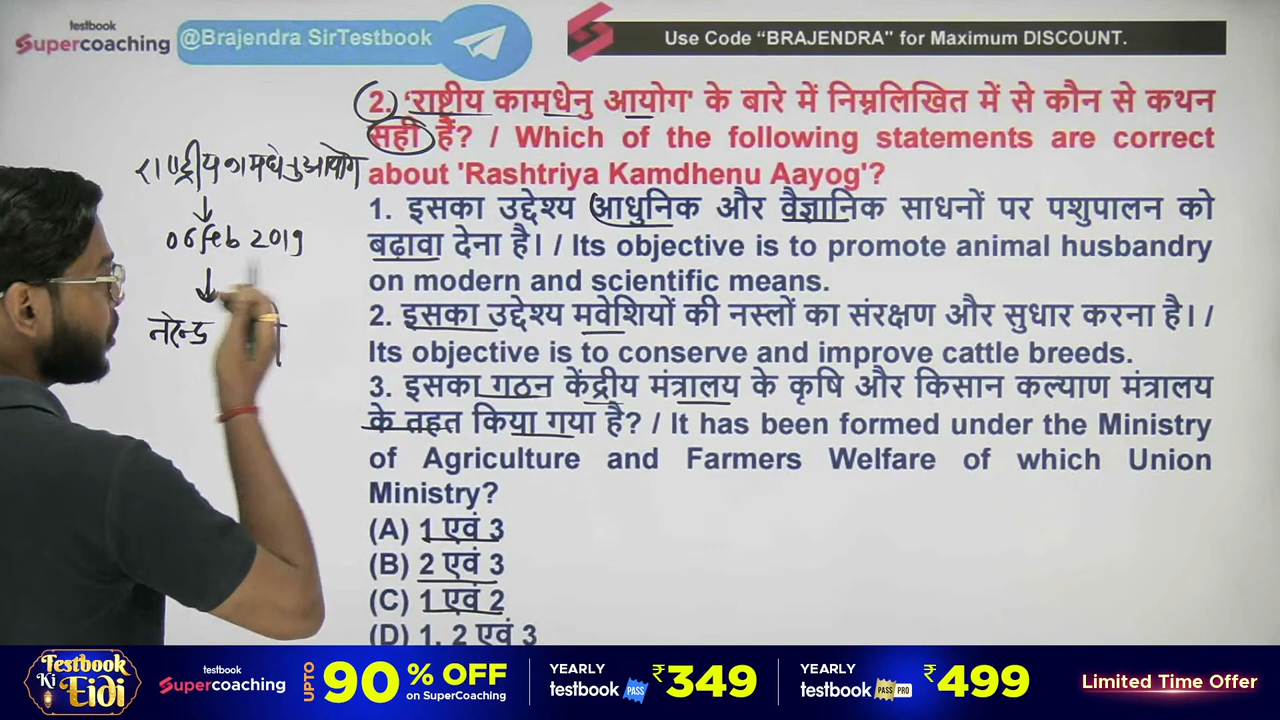 testbook
Supercoaching
@Brajendra SirTestbook
Use Code “BRAJENDRA" for Maximum DISCOUNT.
2. ‘राष्ट्रीय कामधेनु आयोग' के बारे में निम्नलिखित में से कौन से कथन
सही हैं? / Which of the following statements are correct
about 'Rashtriya Kamdhenu Aayog'?
1. इसका उद्देश्य आधुनिक और वैज्ञानिक साधनों पर पशुपालन को
बढ़ावा देना है। / Its objective is to promote animal husbandry
on modern and scientific means.
2. इसका उद्देश्य मवेशियों की नस्लों का संरक्षण और सुधार करना है। /
Its objective is to conserve and improve cattle breeds.
3. इसका गठन केंद्रीय मंत्रालय के कृषि और किसान कल्याण मंत्रालय
के तहत किया गया है? / It has been formed under the Ministry
of Agriculture and Farmers Welfare of which Union
Ministry?
(A) 1 एवं 3
(B) 2 एवं 3
(C) 1 एवं 2
(D) 1, 2 एवं 3
राष्ट्रीय कामधेनु आयोग
06 feb 2019
नरेन्द्र
Testbook
Ki Eidi
testbook
Supercoaching
UPTO 90% OFF
on SuperCoaching
YEARLY
testbook PASS
₹349
YEARLY
testbook PASS PRO
₹499
Limited Time Offer